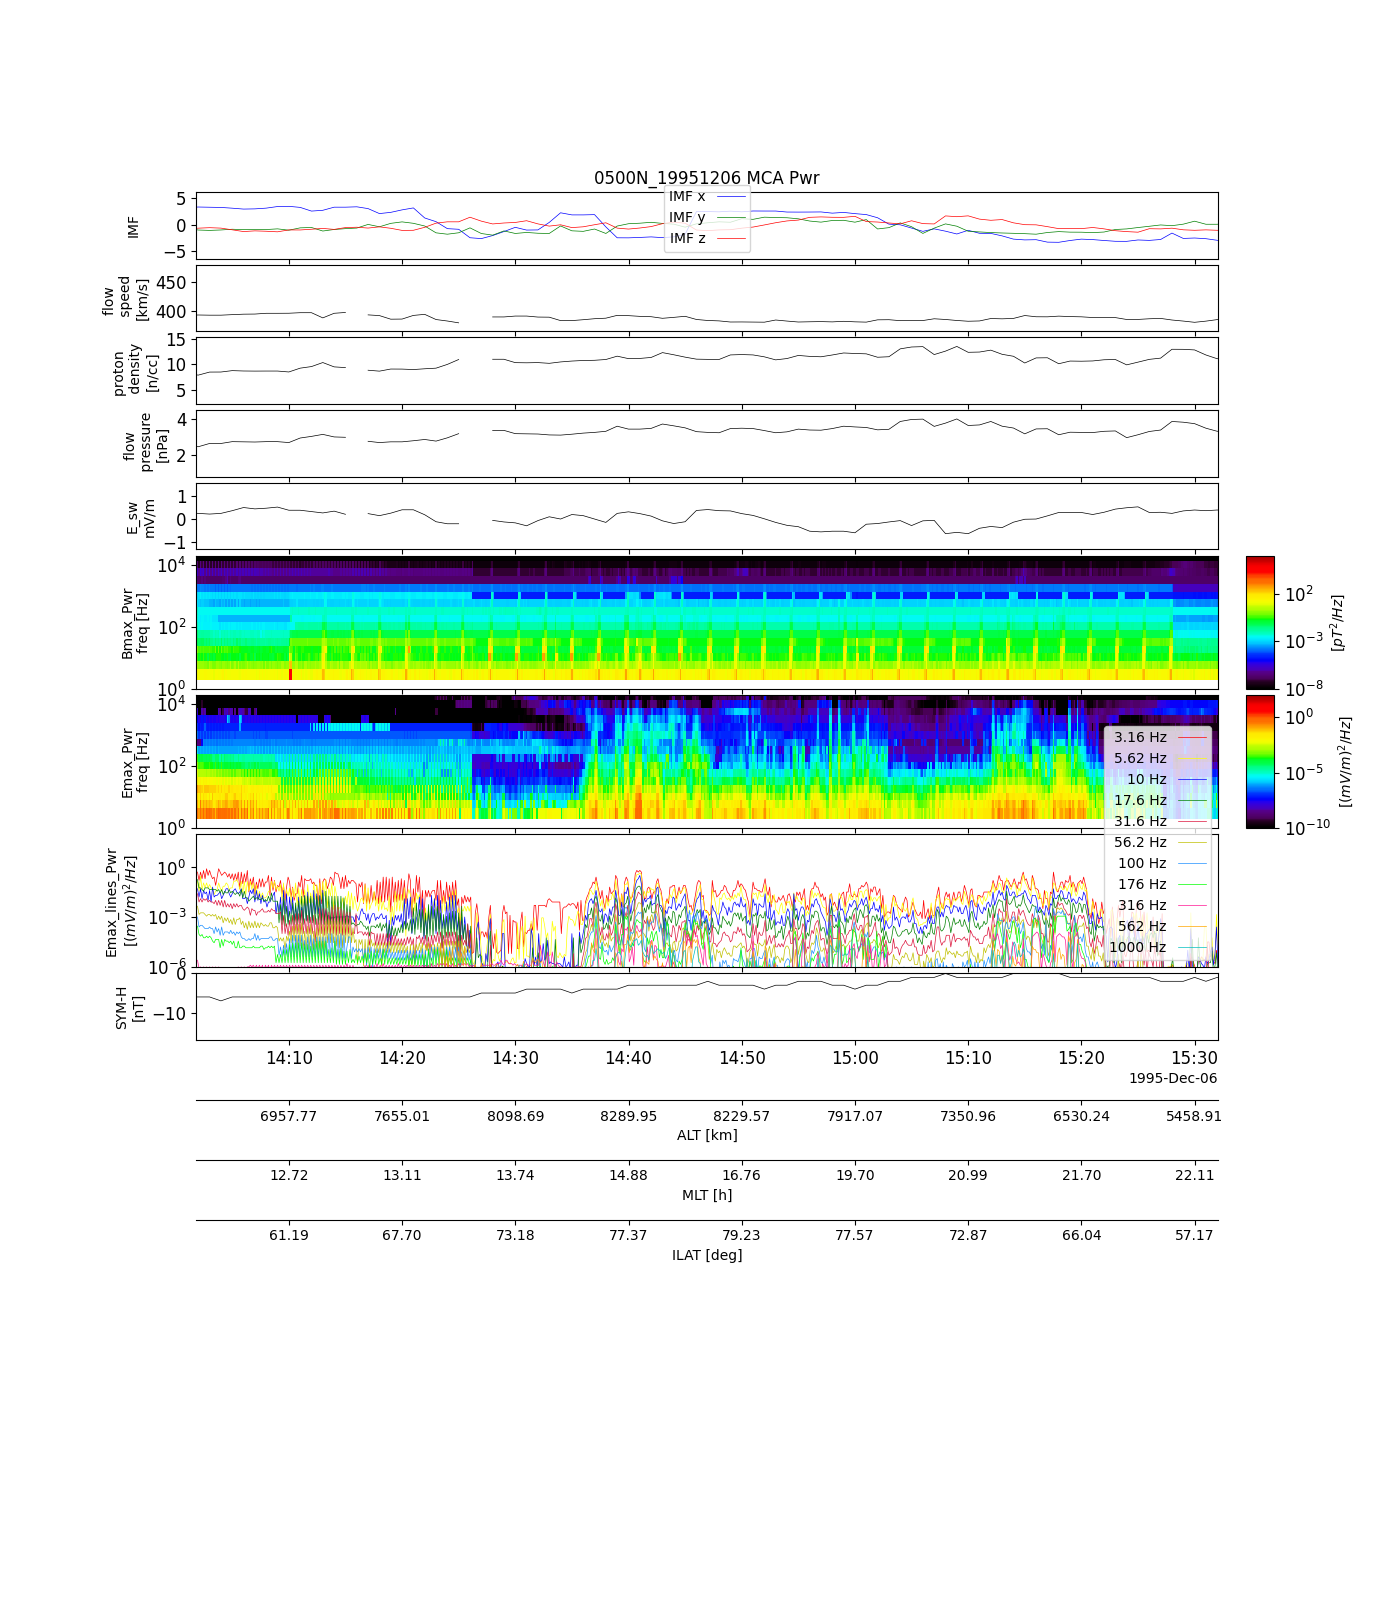 0500N_19951206 MCA Pwr
IMF
5
0
−5
IMF x
IMF y
IMF z
flow
speed
[km/s]
450
400
proton
density
[n/cc]
15
10
5
flow
pressure
[nPa]
4
2
E_sw
mV/m
1
0
−1
Bmax_Pwr
freq [Hz]
10^4
10^2
10^0
10^2
10^−3
10^−8
[pT^2/Hz]
Emax_Pwr
freq [Hz]
10^4
10^2
10^0
10^0
10^−5
10^−10
[(mV/m)^2/Hz]
3.16 Hz
5.62 Hz
10 Hz
17.6 Hz
31.6 Hz
56.2 Hz
100 Hz
176 Hz
316 Hz
562 Hz
1000 Hz
Emax_lines_Pwr
[(mV/m)^2/Hz]
10^0
10^−3
10^−6
SYM-H
[nT]
0
−10
14:10 14:20 14:30 14:40 14:50 15:00 15:10 15:20 15:30
1995-Dec-06
6957.77 7655.01 8098.69 8289.95 8229.57 7917.07 7350.96 6530.24 5458.91
ALT [km]
12.72 13.11 13.74 14.88 16.76 19.70 20.99 21.70 22.11
MLT [h]
61.19 67.70 73.18 77.37 79.23 77.57 72.87 66.04 57.17
ILAT [deg]